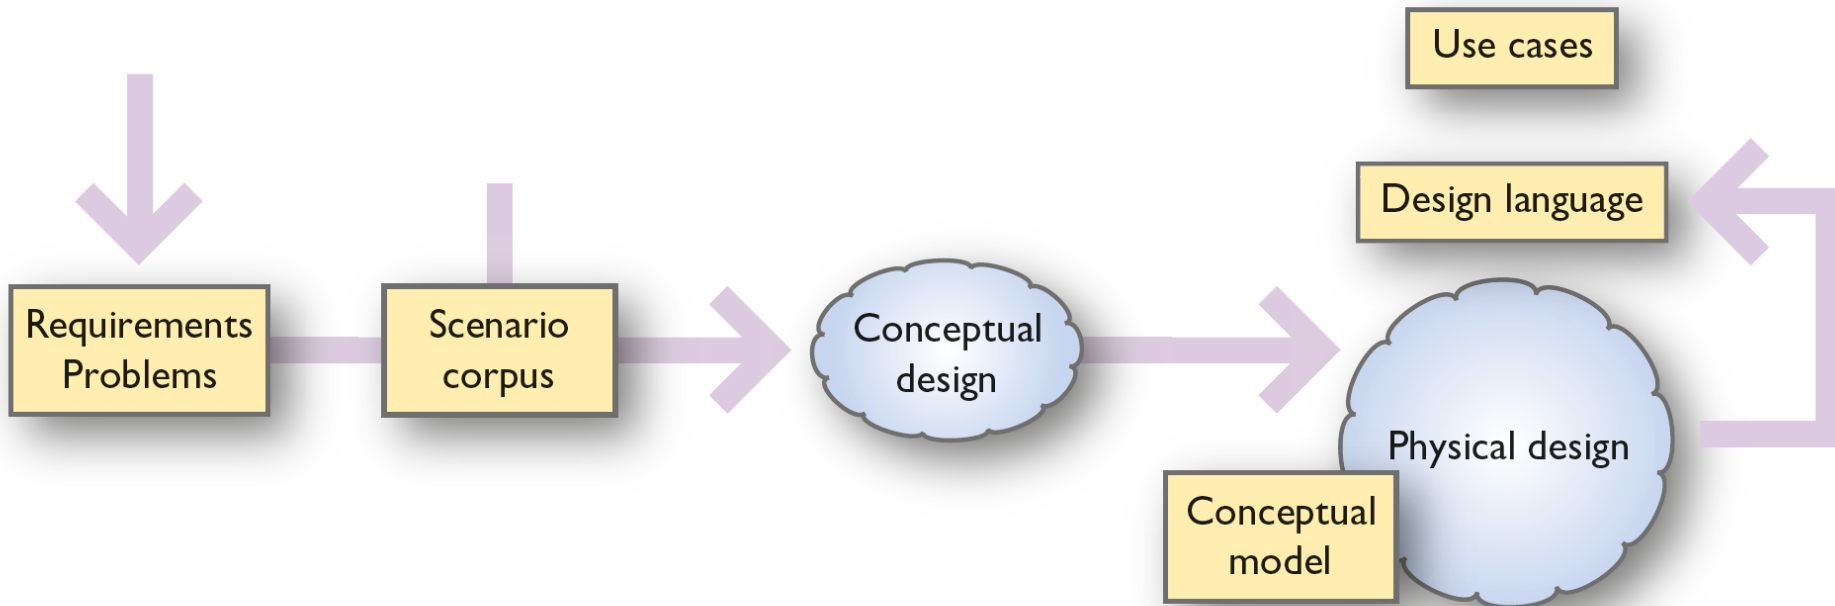 Use cases
Design language
Requirements
Problems
Scenario
corpus
Conceptual
design
Physical design
Conceptual
model